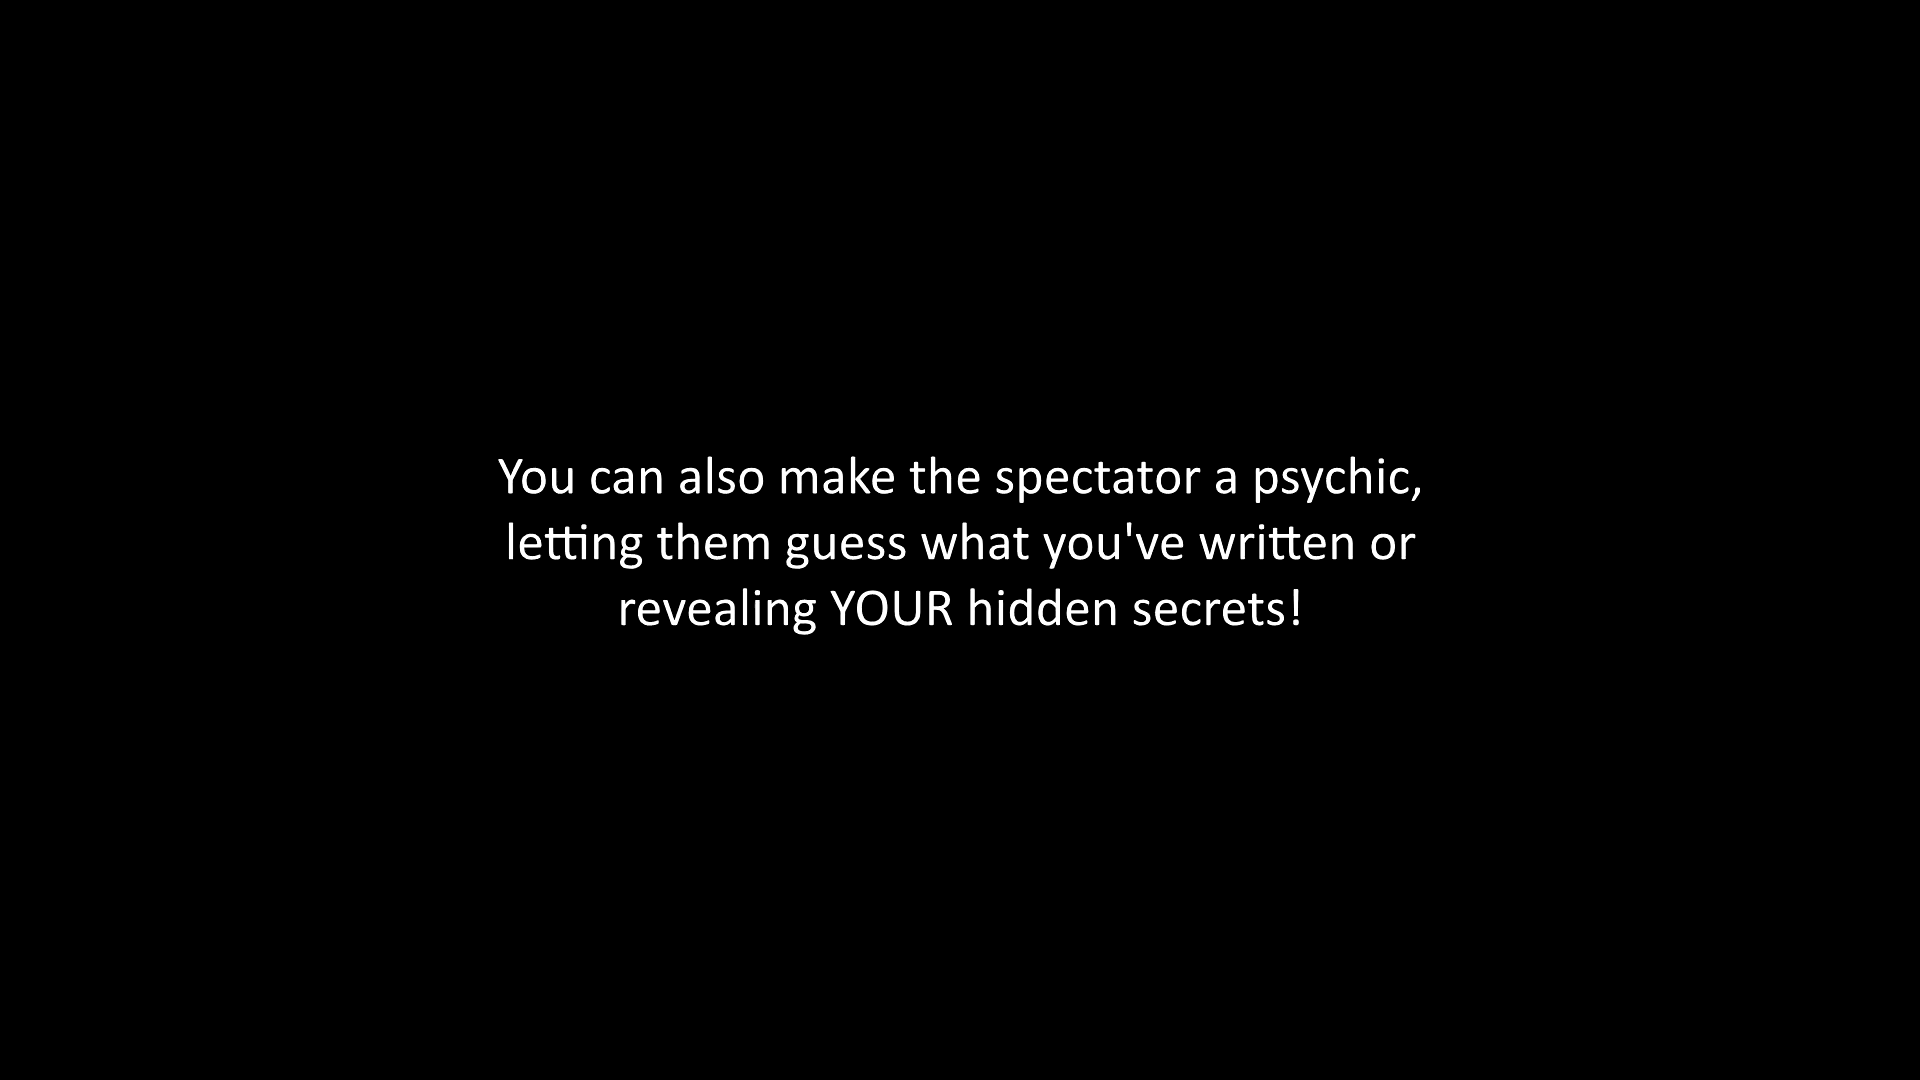 You can also make the spectator a psychic,
letting them guess what you've written or
revealing YOUR hidden secrets!